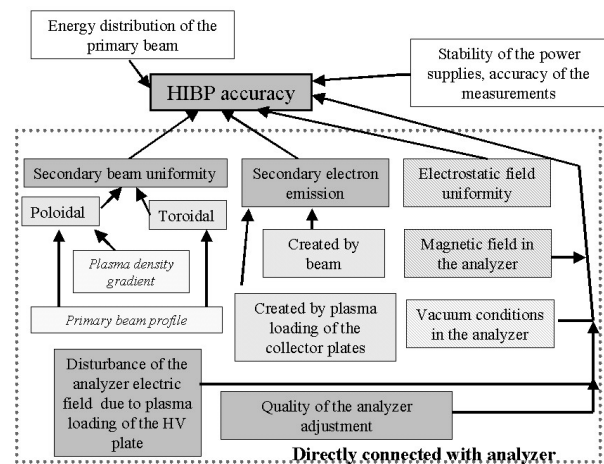 Energy distribution of the
primary beam
Stability of the power
supplies, accuracy of the
measurements
HIBP accuracy
Secondary beam uniformity
Secondary electron
emission
Electrostatic field
uniformity
Poloidal
Toroidal
Created by
beam
Magnetic field in
the analyzer
Plasma density
gradient
Primary beam profile
Created by plasma
loading of the
collector plates
Vacuum conditions
in the analyzer
Disturbance of the
analyzer electric
field due to plasma
loading of the HV
plate
Quality of the analyzer
adjustment
Directly connected with analyzer